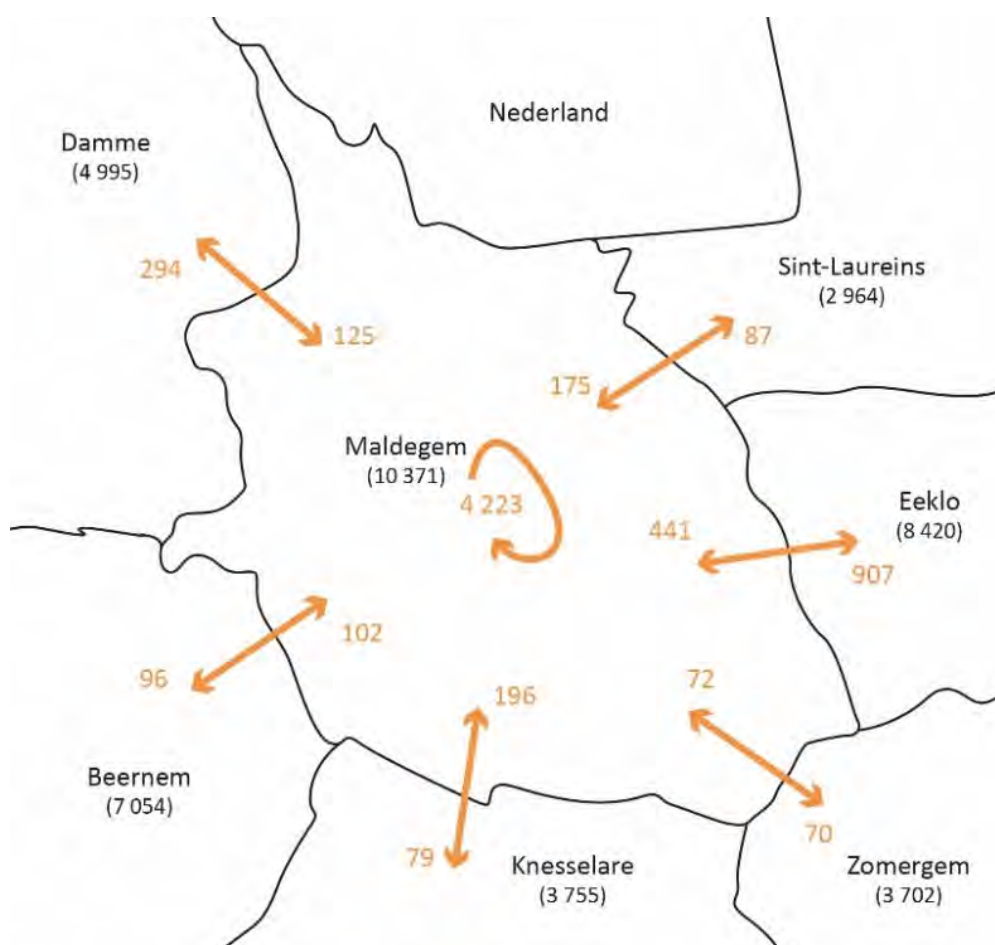 Nederland
Damme
(4 995)
294
125
Sint-Laureins
(2 964)
87
175
Maldegem
(10 371)
4 223
441
Eeklo
(8 420)
907
102
96
196
72
Beernem
(7 054)
79
Knesselare
(3 755)
70
Zomergem
(3 702)